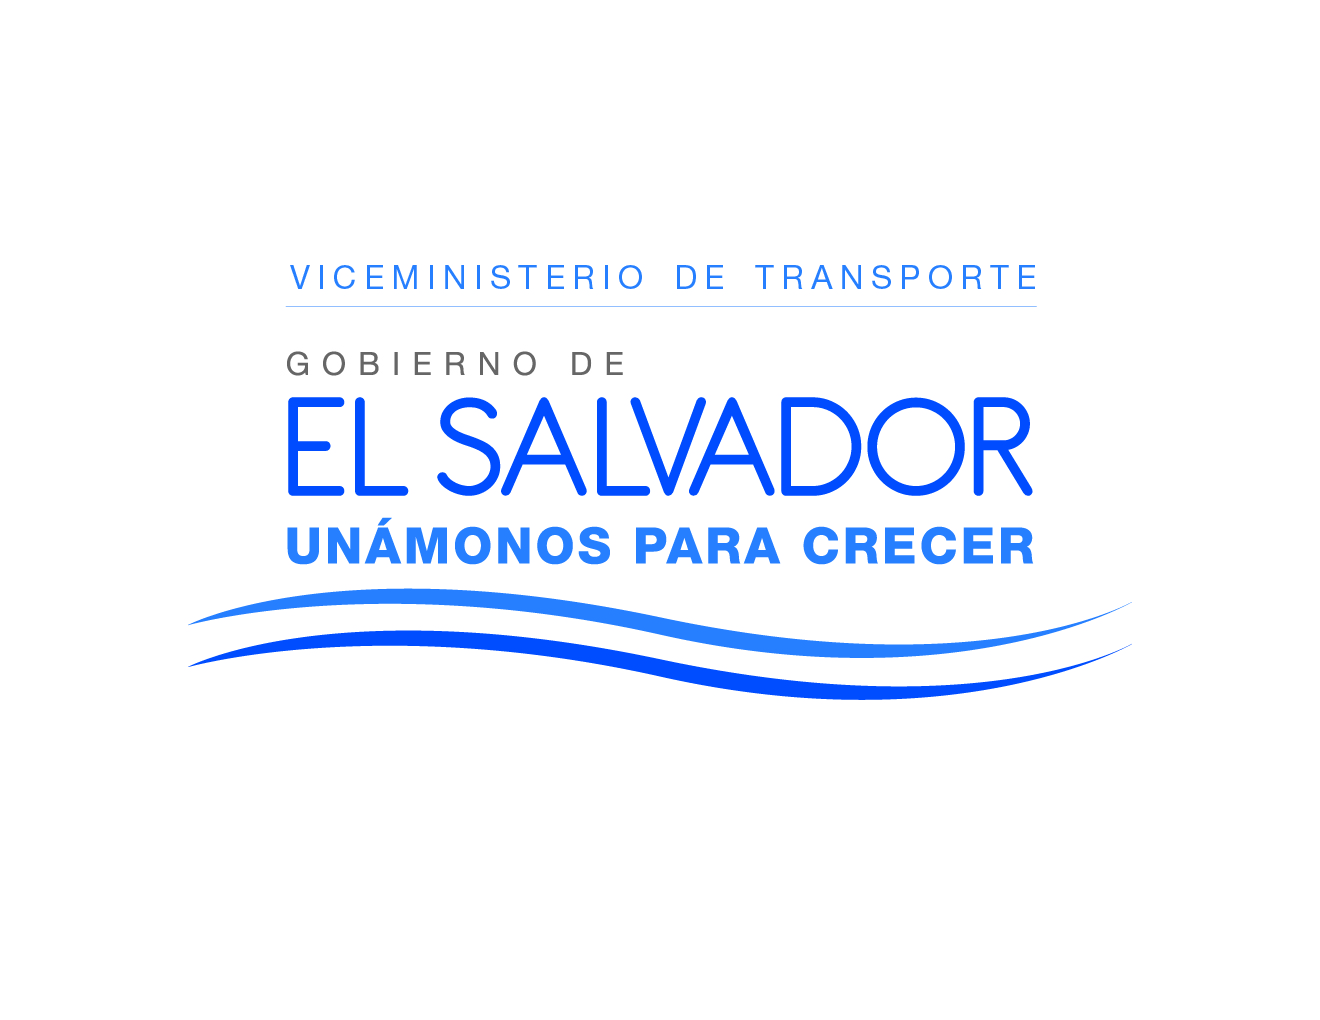 VICEMINISTERIO DE TRANSPORTE
GOBIERNO DE
EL SALVADOR
UNÁMONOS PARA CRECER